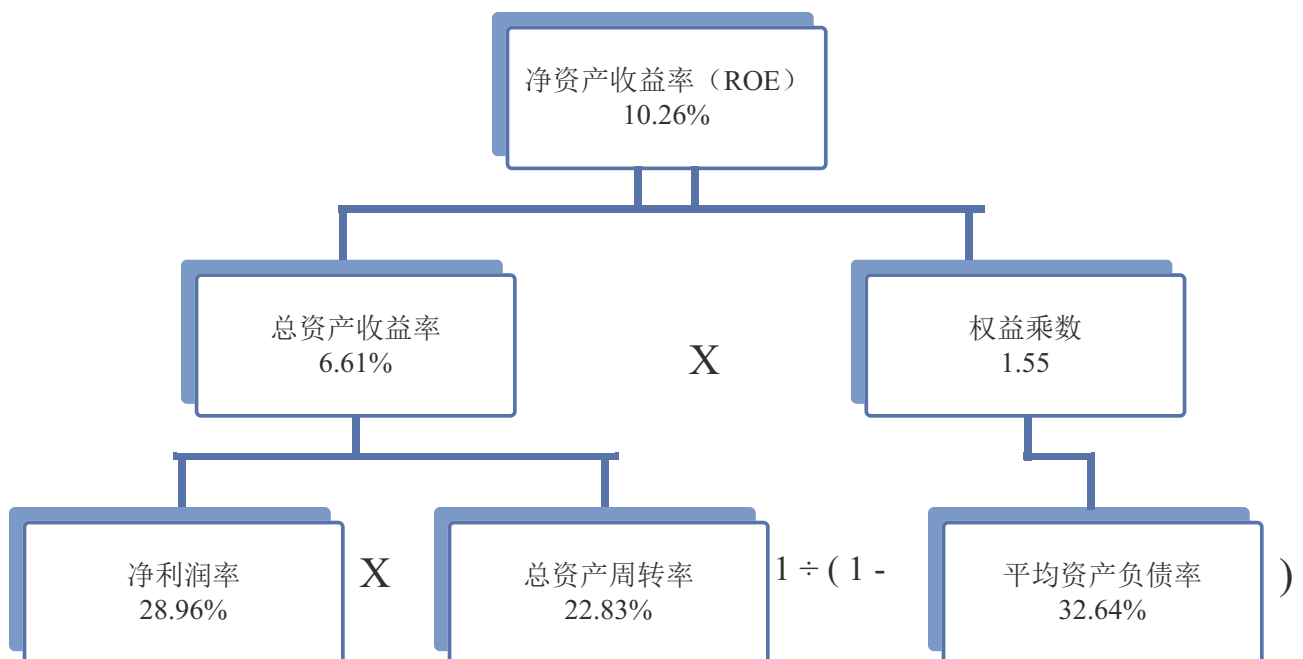 净资产收益率（ROE）
10.26%
总资产收益率
6.61%
X
权益乘数
1.55
净利润率
28.96%
X
总资产周转率
22.83%
1 ÷ ( 1 -
平均资产负债率
32.64%
)